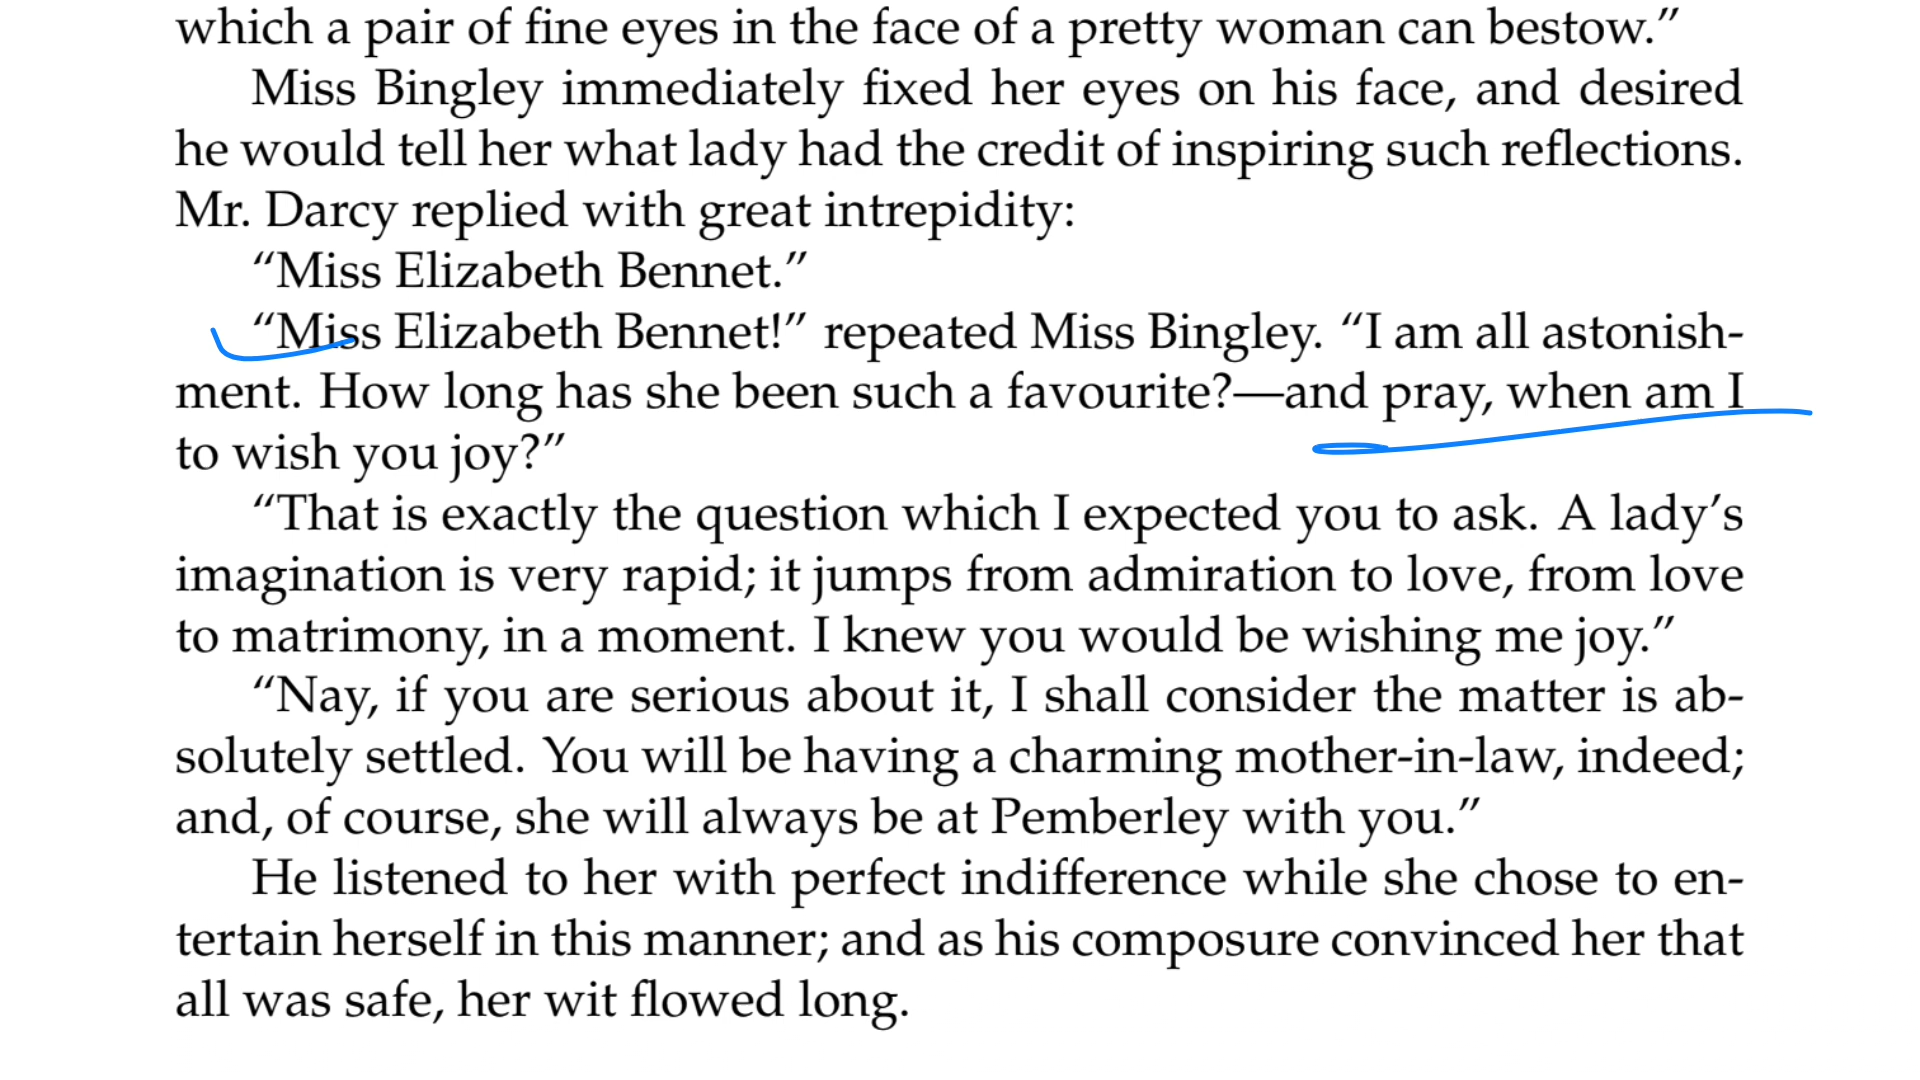 which a pair of fine eyes in the face of a pretty woman can bestow.”
Miss Bingley immediately fixed her eyes on his face, and desired
he would tell her what lady had the credit of inspiring such reflections.
Mr. Darcy replied with great intrepidity:
“Miss Elizabeth Bennet.”
“Miss Elizabeth Bennet!” repeated Miss Bingley. “I am all astonish-
ment. How long has she been such a favourite?—and pray, when am I
to wish you joy?”
“That is exactly the question which I expected you to ask. A lady’s
imagination is very rapid; it jumps from admiration to love, from love
to matrimony, in a moment. I knew you would be wishing me joy.”
“Nay, if you are serious about it, I shall consider the matter is ab-
solutely settled. You will be having a charming mother-in-law, indeed;
and, of course, she will always be at Pemberley with you.”
He listened to her with perfect indifference while she chose to en-
tertain herself in this manner; and as his composure convinced her that
all was safe, her wit flowed long.